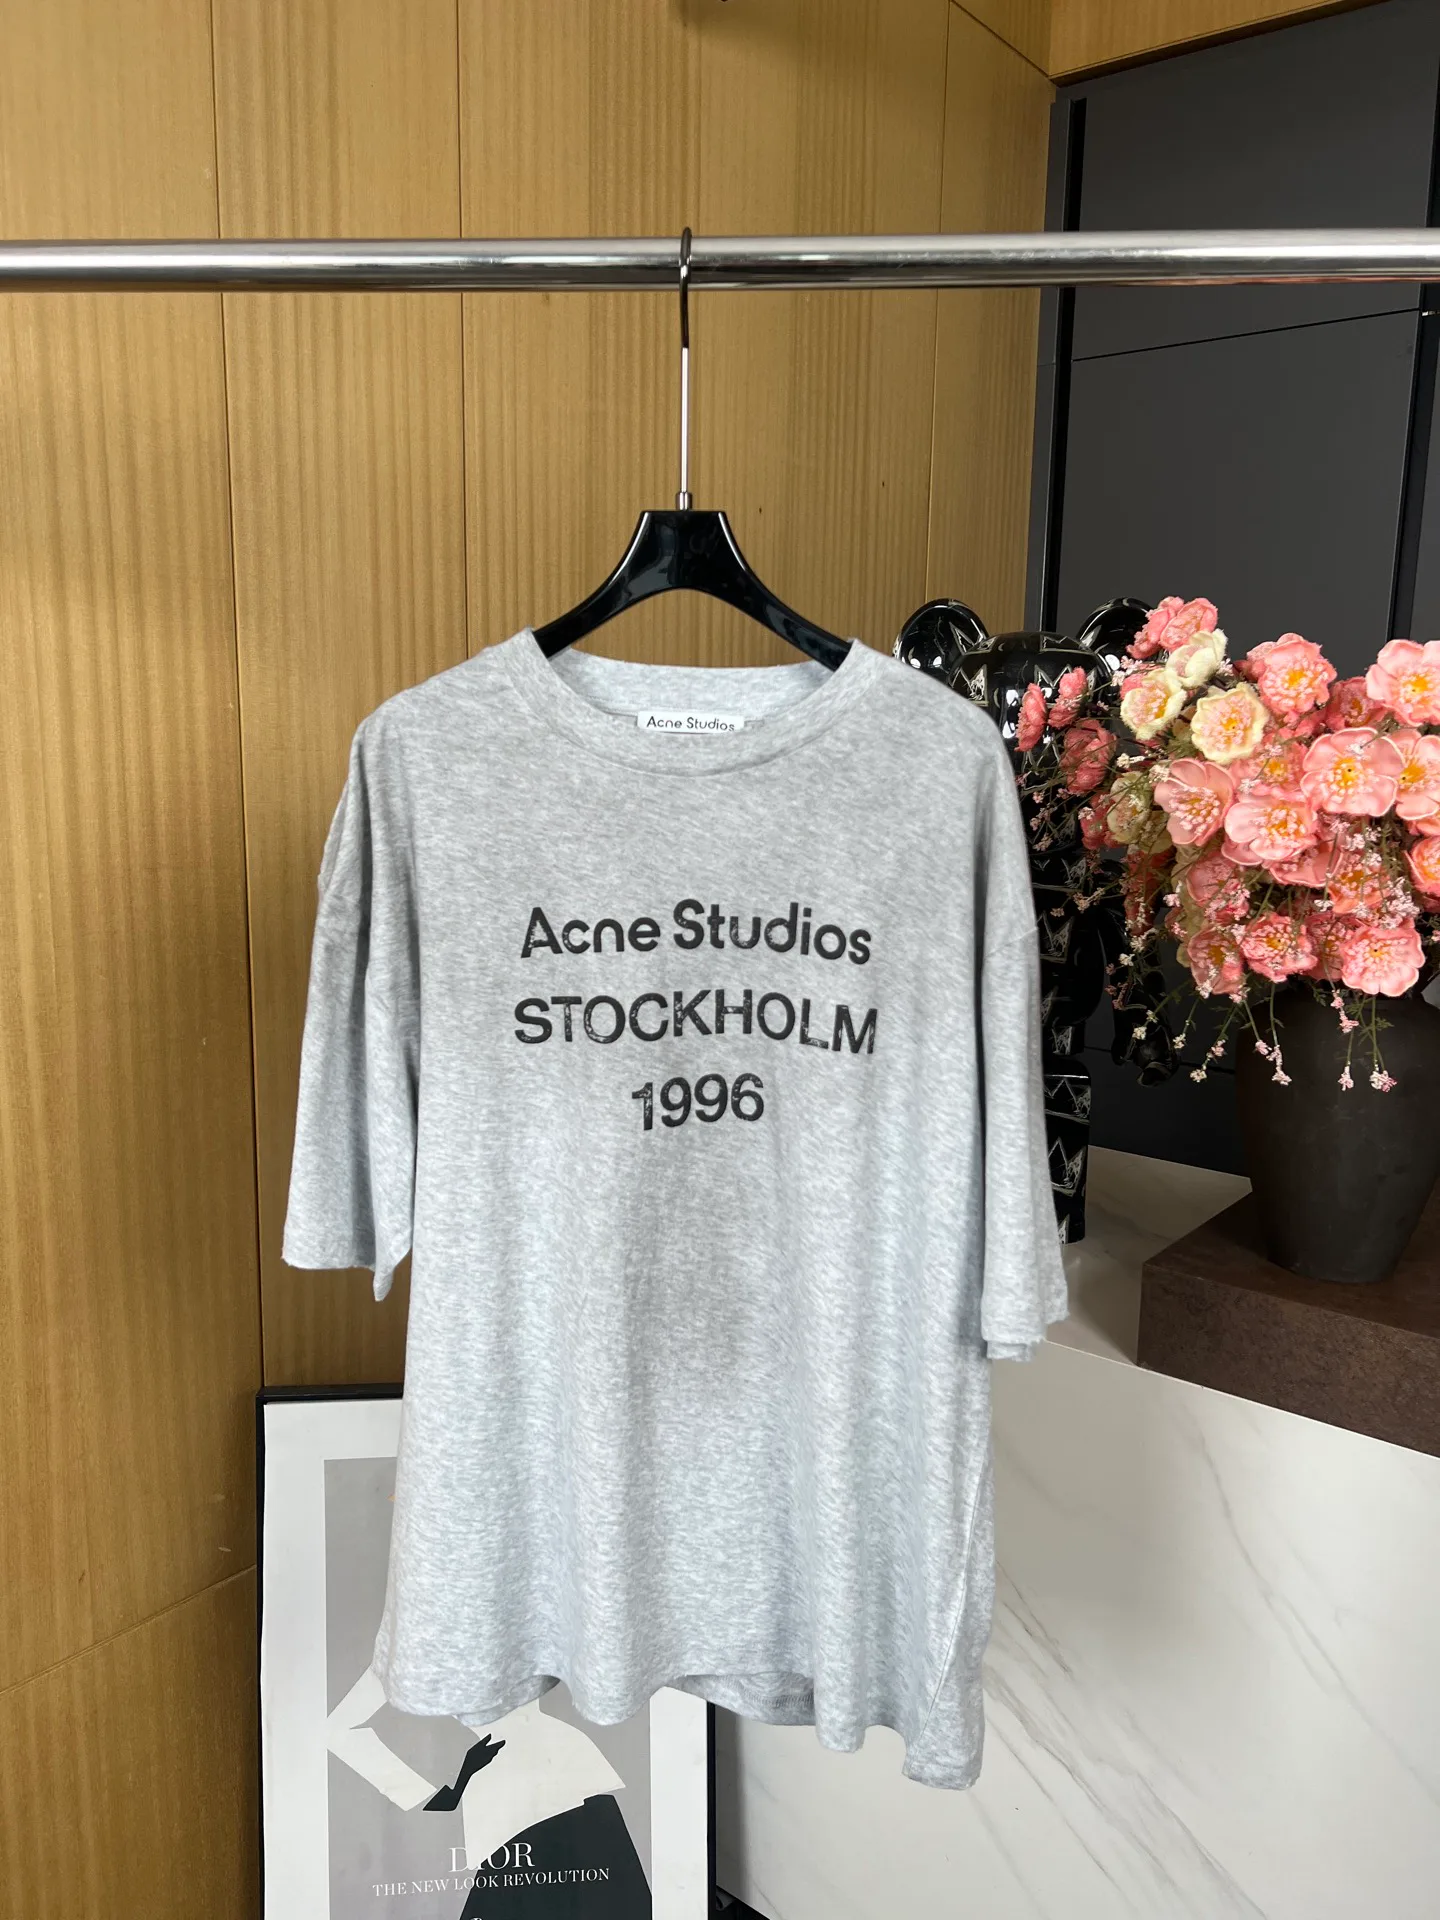 Acne Studios
Acne Studios
STOCKHOLM
1996
DIOR
THE NEW LOOK REVOLUTION